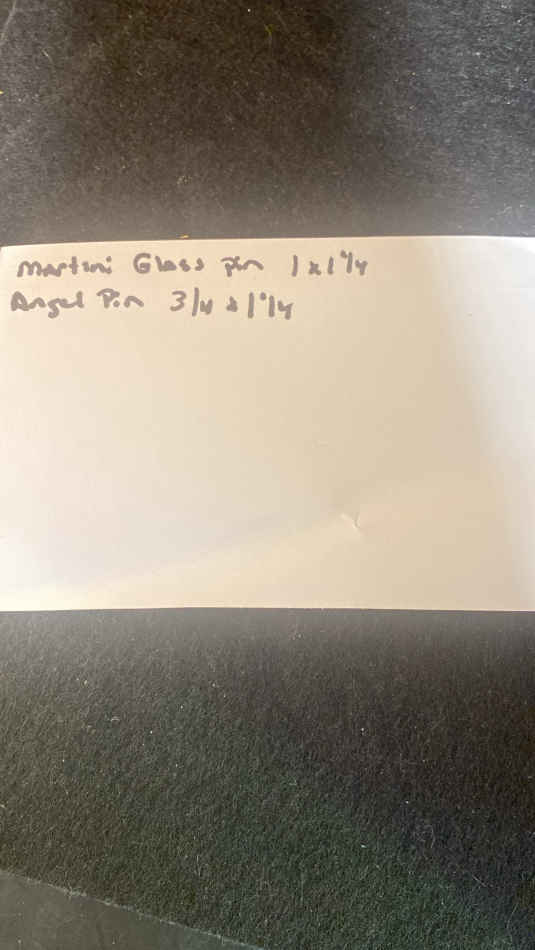 Martini Glass Pin 1 x 1 1/4
Angel Pin 3/4 x 1 1/4